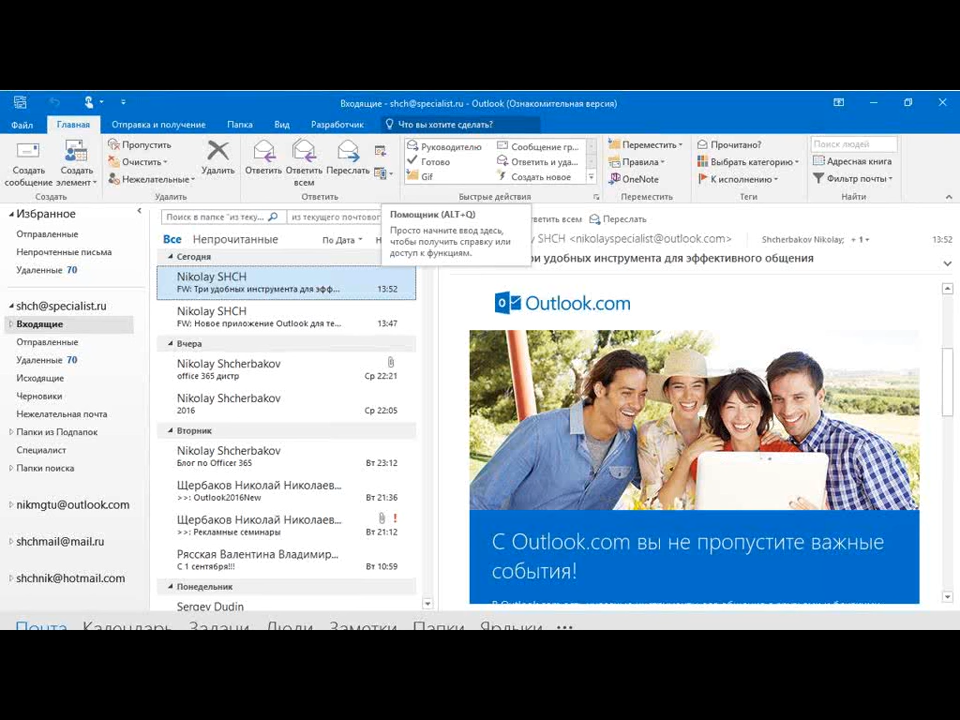 Входящие - shch@specialist.ru - Outlook (Ознакомительная версия)
Файл Главная Отправка и получение Папка Вид Разработчик Что вы хотите сделать?
Создать сообщение
Создать элемент
Создать
Пропустить
Очистить
Нежелательные
Удалить
Удалить
Ответить
Ответить всем
Переслать
Ответить
Руководителю
Готово
Gif
Сообщение гр...
Ответить и уда...
Создать новое
Быстрые действия
Переместить
Правила
OneNote
Переместить
Прочитано?
Выбрать категорию
К исполнению
Теги
Поиск людей
Адресная книга
Фильтр почты
Найти
Избранное
Отправленные
Непрочтенные письма
Удаленные 70
shch@specialist.ru
Входящие
Отправленные
Удаленные 70
Исходящие
Черновики
Нежелательная почта
Папки из Подпапок
Специалист
Папки поиска
nikmgtu@outlook.com
shchmail@mail.ru
shchnik@hotmail.com
Поиск в папке "из теку...
из текущего почтового
Все Непрочитанные По Дата Н
Сегодня
Nikolay SHCH
FW: Три удобных инструмента для эфф... 13:52
Nikolay SHCH
FW: Новое приложение Outlook для те... 13:47
Вчера
Nikolay Shcherbakov
office 365 дистр Ср 22:21
Nikolay Shcherbakov
2016 Ср 22:05
Вторник
Nikolay Shcherbakov
Блог по Officer 365 Вт 23:12
Щербаков Николай Николаев...
>>: Outlook2016New Вт 21:36
Щербаков Николай Николаев...
>>: Рекламные семинары Вт 21:12
Рясская Валентина Владимир...
С 1 сентября!!! Вт 10:59
Понедельник
Sergey Dudin
Помощник (ALT+Q)
Просто начните ввод здесь,
чтобы получить справку или
доступ к функциям.
ветить всем Переслать
SHCH <nikolayspecialist@outlook.com> Shcherbakov Nikolay; + 1 13:52
ри удобных инструмента для эффективного общения
Outlook.com
С Outlook.com вы не пропустите важные
события!
Почта Календарь Задачи Люди Заметки Папки Ярлыки ...